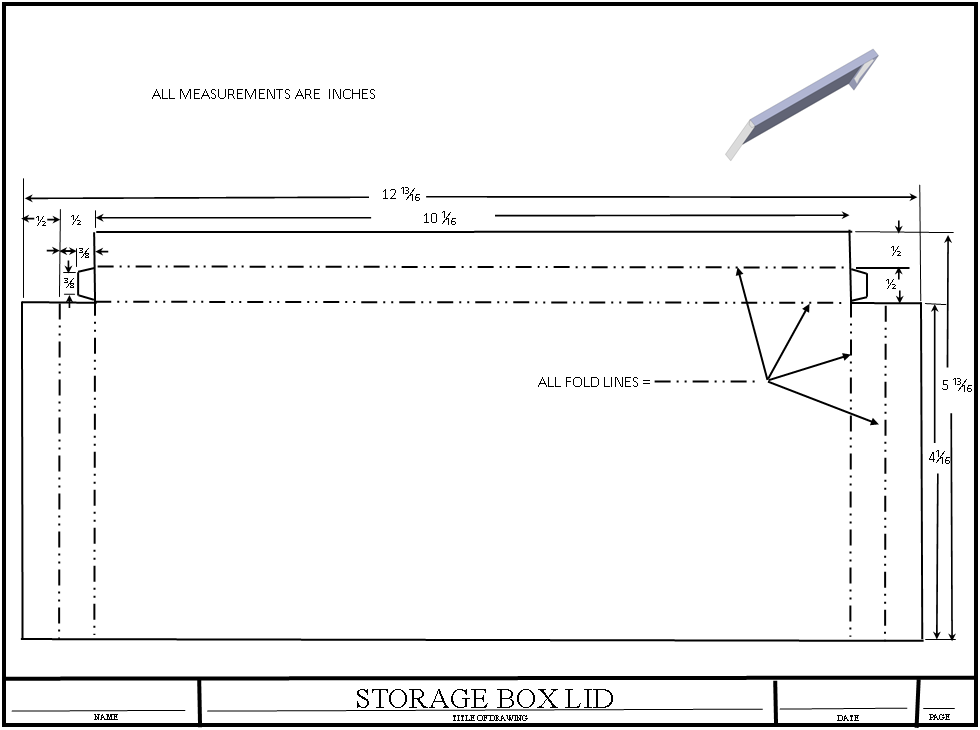 ALL MEASUREMENTS ARE INCHES
12 13/16
½ ½ 10 1/16
⅜ ½
⅜ ½
ALL FOLD LINES =
5 13/16
4 1/16
STORAGE BOX LID
NAME TITLE OF DRAWING DATE PAGE